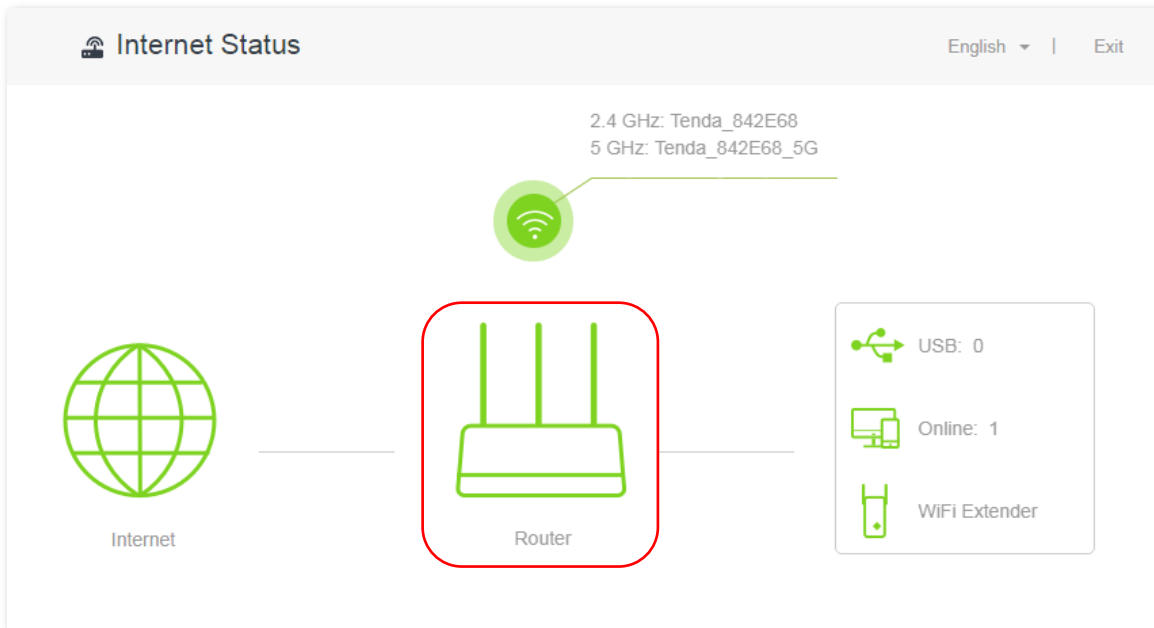 Internet Status
English | Exit
2.4 GHz: Tenda_842E68
5 GHz: Tenda_842E68_5G
USB: 0
Online: 1
WiFi Extender
Internet
Router